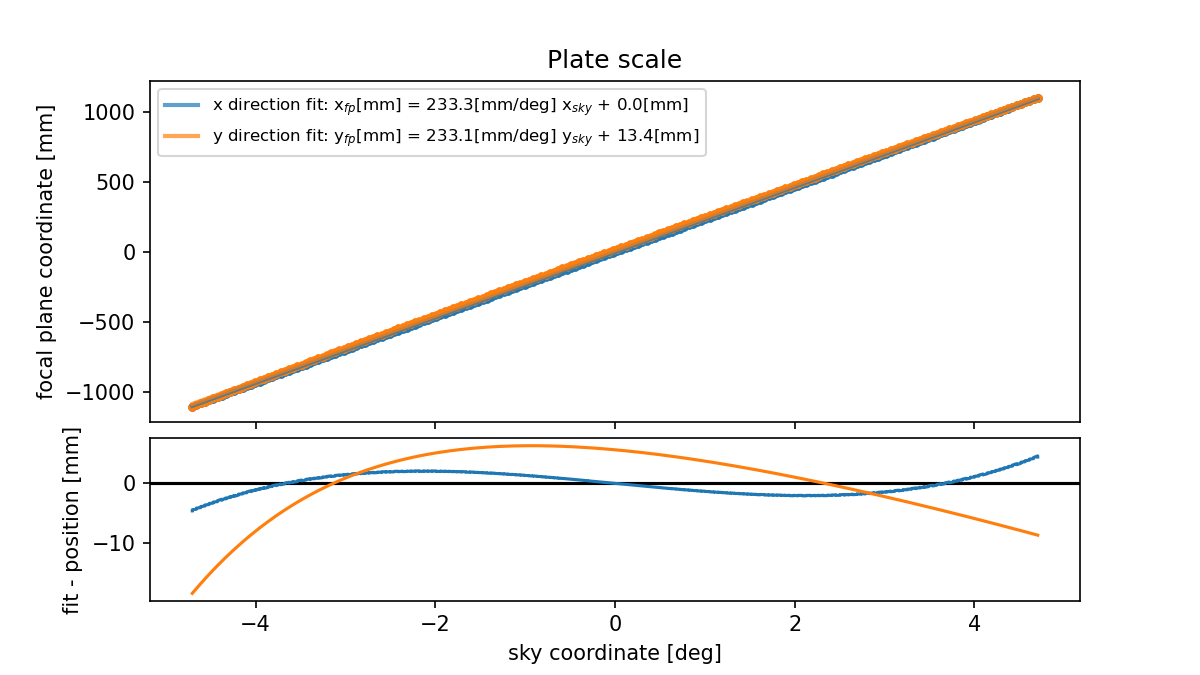 Plate scale
x direction fit: x_fp[mm] = 233.3[mm/deg] x_sky + 0.0[mm]
y direction fit: y_fp[mm] = 233.1[mm/deg] y_sky + 13.4[mm]
focal plane coordinate [mm]
1000
500
0
−500
−1000
fit - position [mm]
0
−10
−4 −2 0 2 4
sky coordinate [deg]